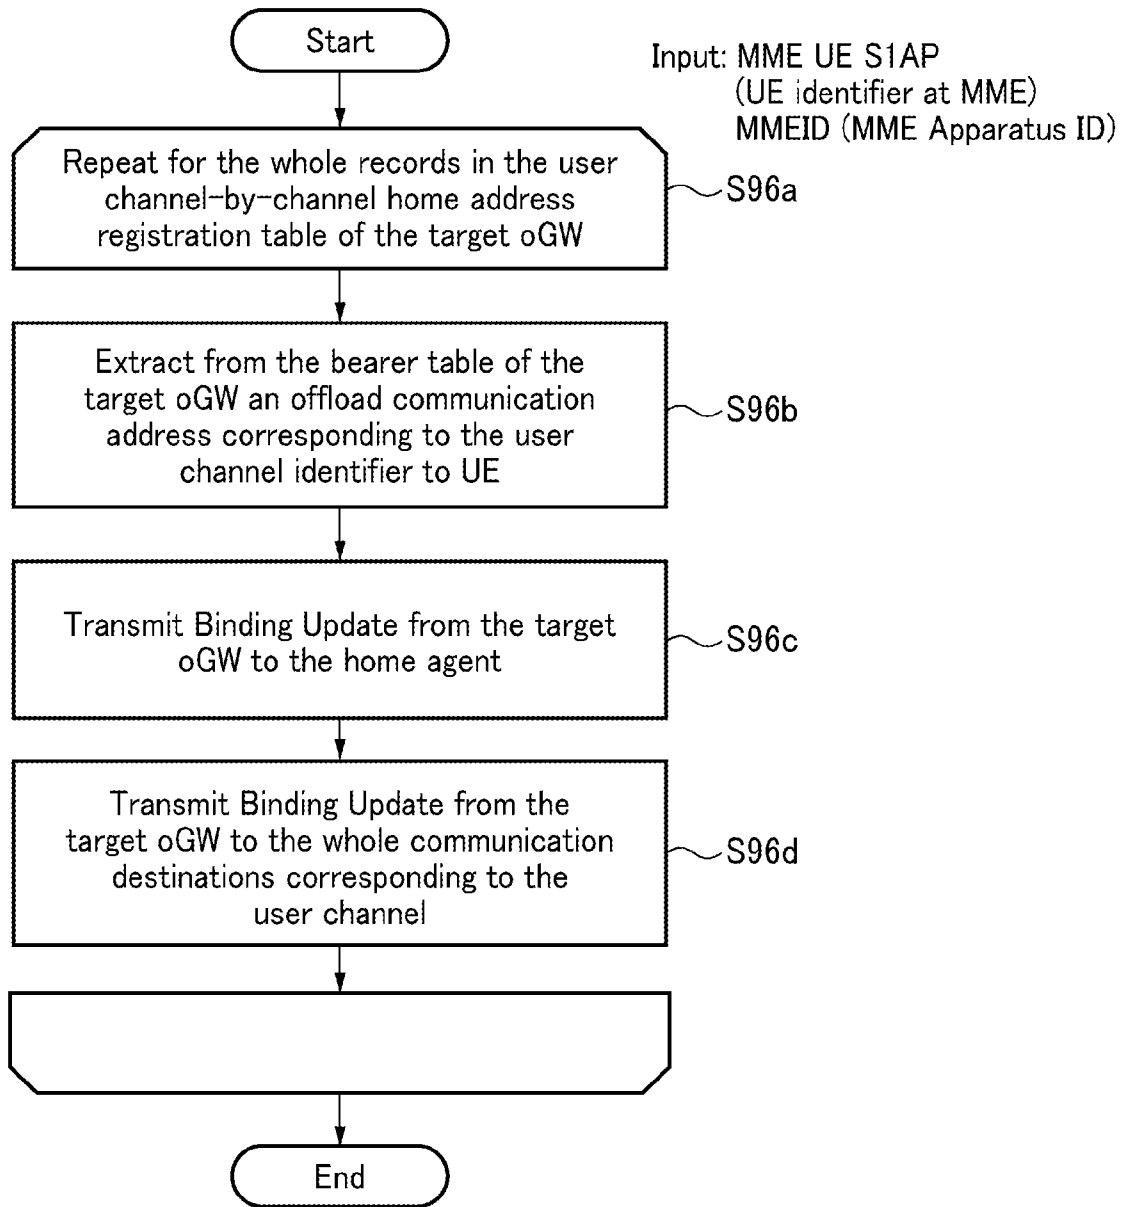 Start
Input: MME UE S1AP
(UE identifier at MME)
MMEID (MME Apparatus ID)
Repeat for the whole records in the user
channel-by-channel home address
registration table of the target oGW
S96a
Extract from the bearer table of the
target oGW an offload communication
address corresponding to the user
channel identifier to UE
S96b
Transmit Binding Update from the target
oGW to the home agent
S96c
Transmit Binding Update from the
target oGW to the whole communication
destinations corresponding to the
user channel
S96d
End